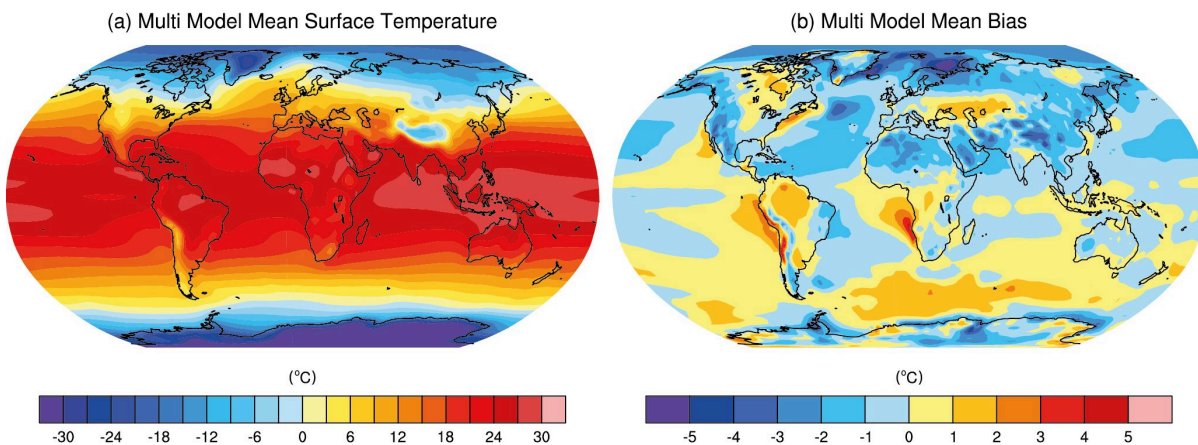 (a) Multi Model Mean Surface Temperature
(b) Multi Model Mean Bias
(°C)
-30 -24 -18 -12 -6 0 6 12 18 24 30
(°C)
-5 -4 -3 -2 -1 0 1 2 3 4 5